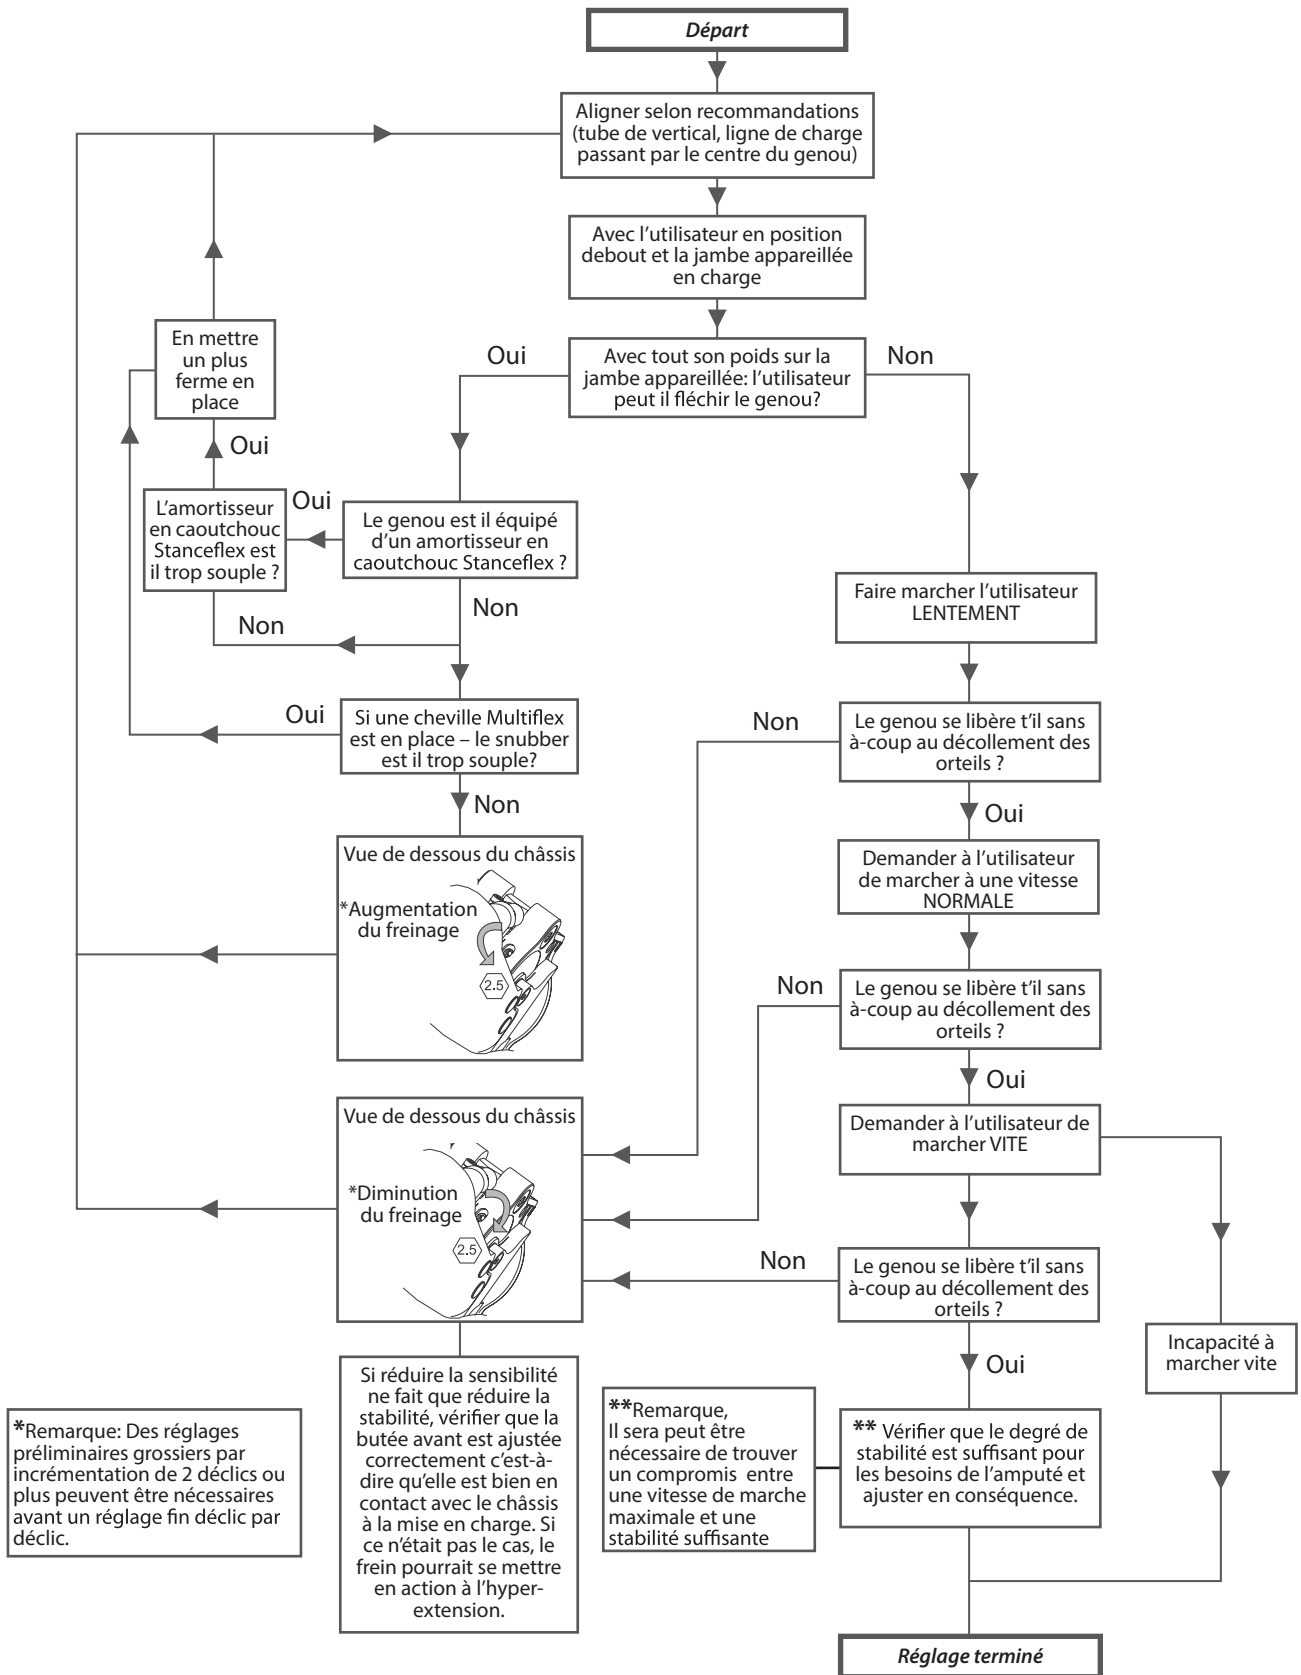 Départ
Aligner selon recommandations
(tube de vertical, ligne de charge
passant par le centre du genou)
Avec l’utilisateur en position
debout et la jambe appareillée
en charge
Avec tout son poids sur la
jambe appareillée: l’utilisateur
peut il fléchir le genou?
Oui
Non
En mettre
un plus
ferme en
place
Oui
L’amortisseur
en caoutchouc
Stanceflex est
il trop souple ?
Oui
Le genou est il équipé
d’un amortisseur en
caoutchouc Stanceflex ?
Non
Non
Oui
Si une cheville Multiflex
est en place – le snubber
est il trop souple?
Non
Vue de dessous du châssis
*Augmentation
du freinage
2.5
Faire marcher l’utilisateur
LENTEMENT
Non
Le genou se libère t’il sans
à-coup au décollement des
orteils ?
Oui
Demander à l’utilisateur
de marcher à une vitesse
NORMALE
Non
Le genou se libère t’il sans
à-coup au décollement des
orteils ?
Oui
Vue de dessous du châssis
*Diminution
du freinage
2.5
Demander à l’utilisateur de
marcher VITE
Non
Le genou se libère t’il sans
à-coup au décollement des
orteils ?
Oui
Incapacité à
marcher vite
*Remarque: Des réglages
préliminaires grossiers par
incrémentation de 2 déclics ou
plus peuvent être nécessaires
avant un réglage fin déclic par
déclic.
Si réduire la sensibilité
ne fait que réduire la
stabilité, vérifier que la
butée avant est ajustée
correctement c’est-à-
dire qu’elle est bien en
contact avec le châssis
à la mise en charge. Si
ce n’était pas le cas, le
frein pourrait se mettre
en action à l’hyper-
extension.
**Remarque,
Il sera peut être
nécessaire de trouver
un compromis entre
une vitesse de marche
maximale et une
stabilité suffisante
** Vérifier que le degré de
stabilité est suffisant pour
les besoins de l’amputé et
ajuster en conséquence.
Réglage terminé